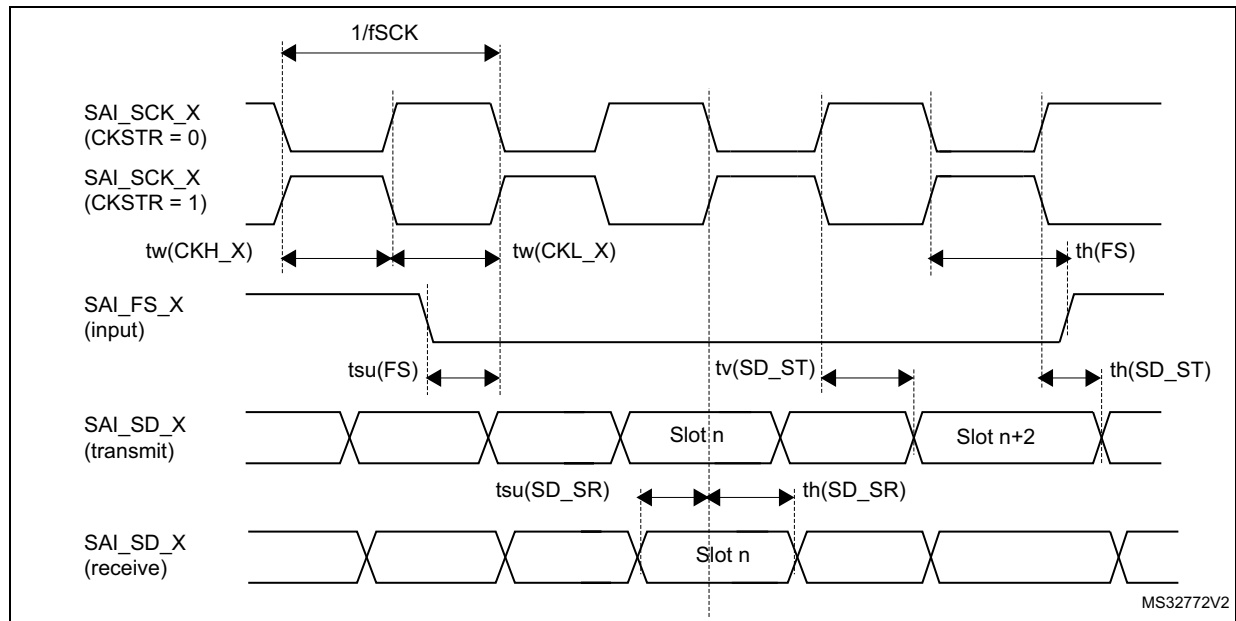 1/fSCK
SAI_SCK_X
(CKSTR = 0)
SAI_SCK_X
(CKSTR = 1)
tw(CKH_X)
tw(CKL_X)
th(FS)
SAI_FS_X
(input)
tsu(FS)
tv(SD_ST)
th(SD_ST)
SAI_SD_X
(transmit)
Slot n
Slot n+2
tsu(SD_SR)
th(SD_SR)
SAI_SD_X
(receive)
Slot n
MS32772V2